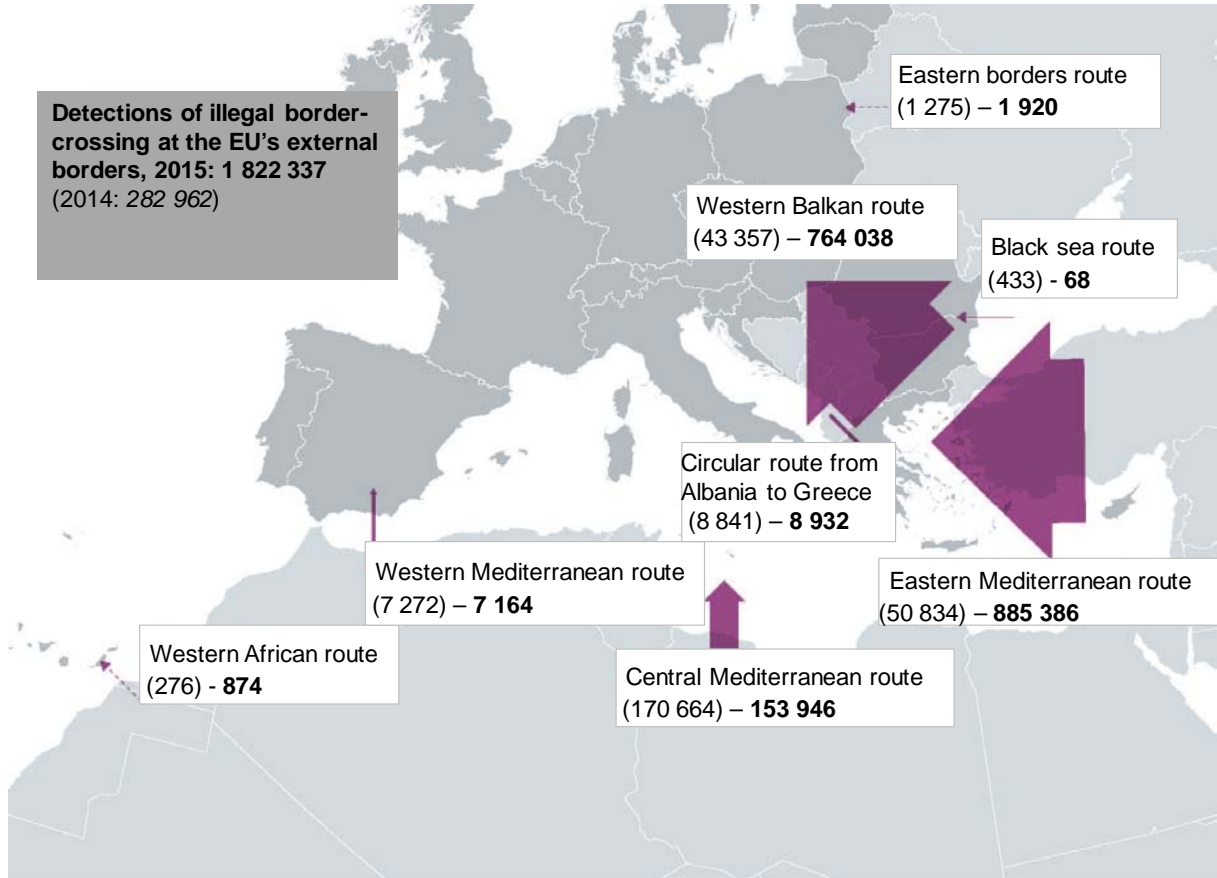 Detections of illegal border-
crossing at the EU's external
borders, 2015: 1 822 337
(2014: 282 962)
Eastern borders route
(1 275) – 1 920
Western Balkan route
(43 357) – 764 038
Black sea route
(433) - 68
Circular route from
Albania to Greece
(8 841) – 8 932
Western Mediterranean route
(7 272) – 7 164
Eastern Mediterranean route
(50 834) – 885 386
Western African route
(276) - 874
Central Mediterranean route
(170 664) – 153 946